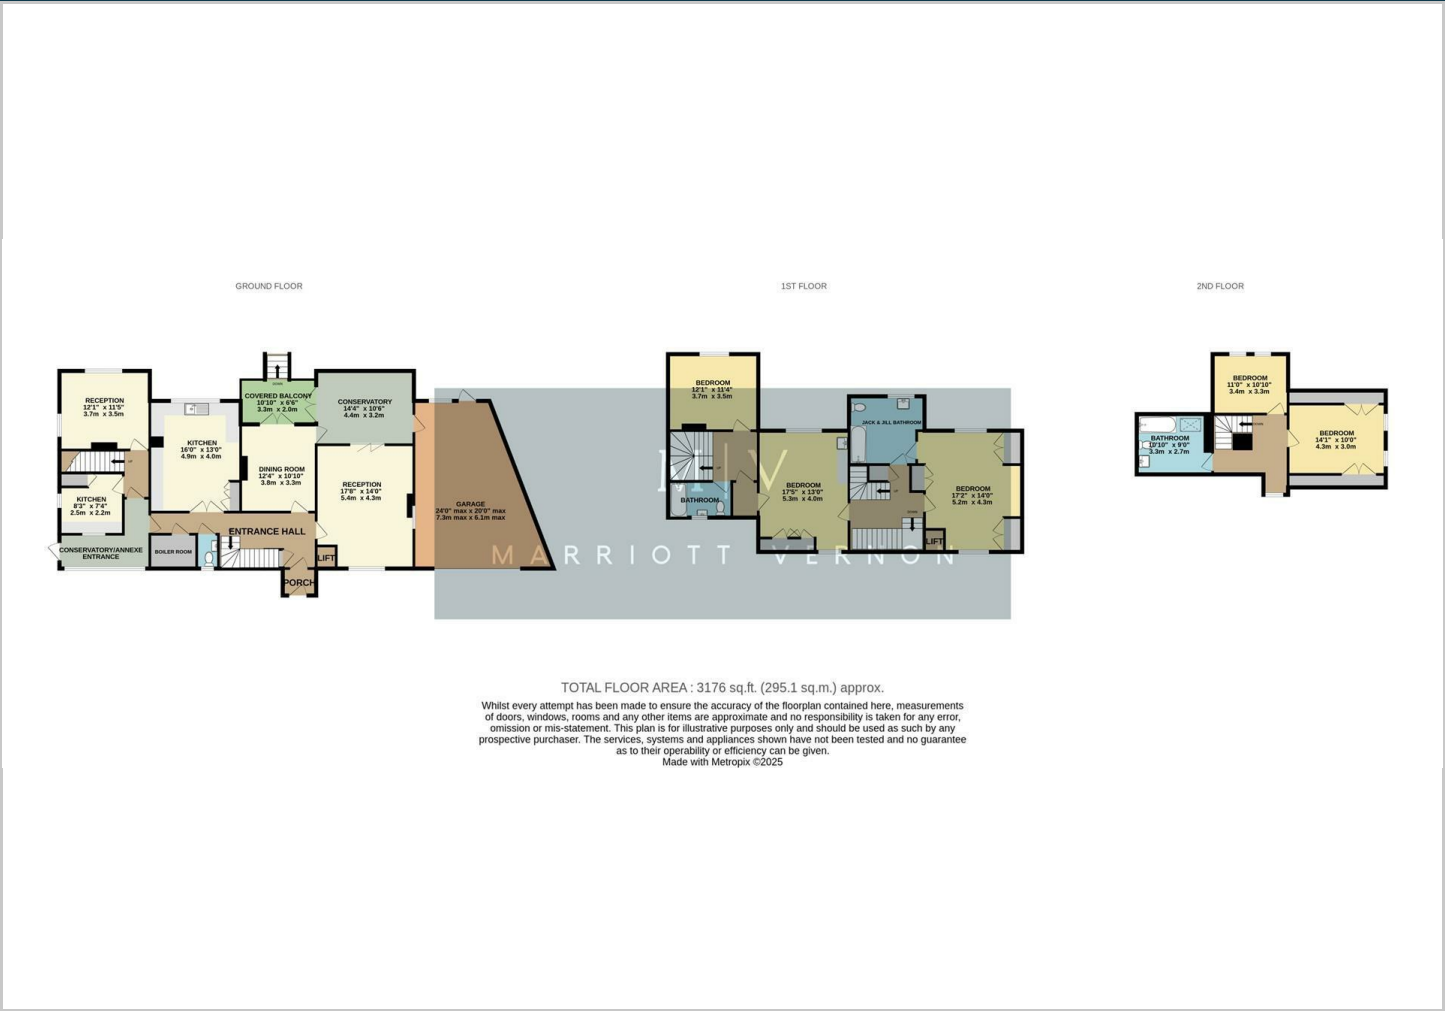 GROUND FLOOR
1ST FLOOR
2ND FLOOR
RECEPTION
12'1" x 11'5"
3.7m x 3.5m
UP
KITCHEN
8'3" x 7'4"
2.5m x 2.2m
CONSERVATORY/ANNEXE
ENTRANCE
KITCHEN
16'0" x 13'0"
4.9m x 4.0m
BOILER ROOM
DOWN
COVERED BALCONY
10'10" x 6'6"
3.3m x 2.0m
DINING ROOM
12'4" x 10'10"
3.8m x 3.3m
ENTRANCE HALL
PORCH
LIFT
CONSERVATORY
14'4" x 10'6"
4.4m x 3.2m
RECEPTION
17'8" x 14'0"
5.4m x 4.3m
GARAGE
24'0" max x 20'0" max
7.3m max x 6.1m max
BEDROOM
12'1" x 11'4"
3.7m x 3.5m
UP
BATHROOM
BEDROOM
17'5" x 13'0"
5.3m x 4.0m
JACK & JILL BATHROOM
UP
DOWN
LIFT
BEDROOM
17'2" x 14'0"
5.2m x 4.3m
M|V
MARRIOTT VERNON
BEDROOM
11'0" x 10'10"
3.4m x 3.3m
DOWN
BATHROOM
10'10" x 9'0"
3.3m x 2.7m
BEDROOM
14'1" x 10'0"
4.3m x 3.0m
TOTAL FLOOR AREA : 3176 sq.ft. (295.1 sq.m.) approx.
Whilst every attempt has been made to ensure the accuracy of the floorplan contained here, measurements
of doors, windows, rooms and any other items are approximate and no responsibility is taken for any error,
omission or mis-statement. This plan is for illustrative purposes only and should be used as such by any
prospective purchaser. The services, systems and appliances shown have not been tested and no guarantee
as to their operability or efficiency can be given.
Made with Metropix ©2025